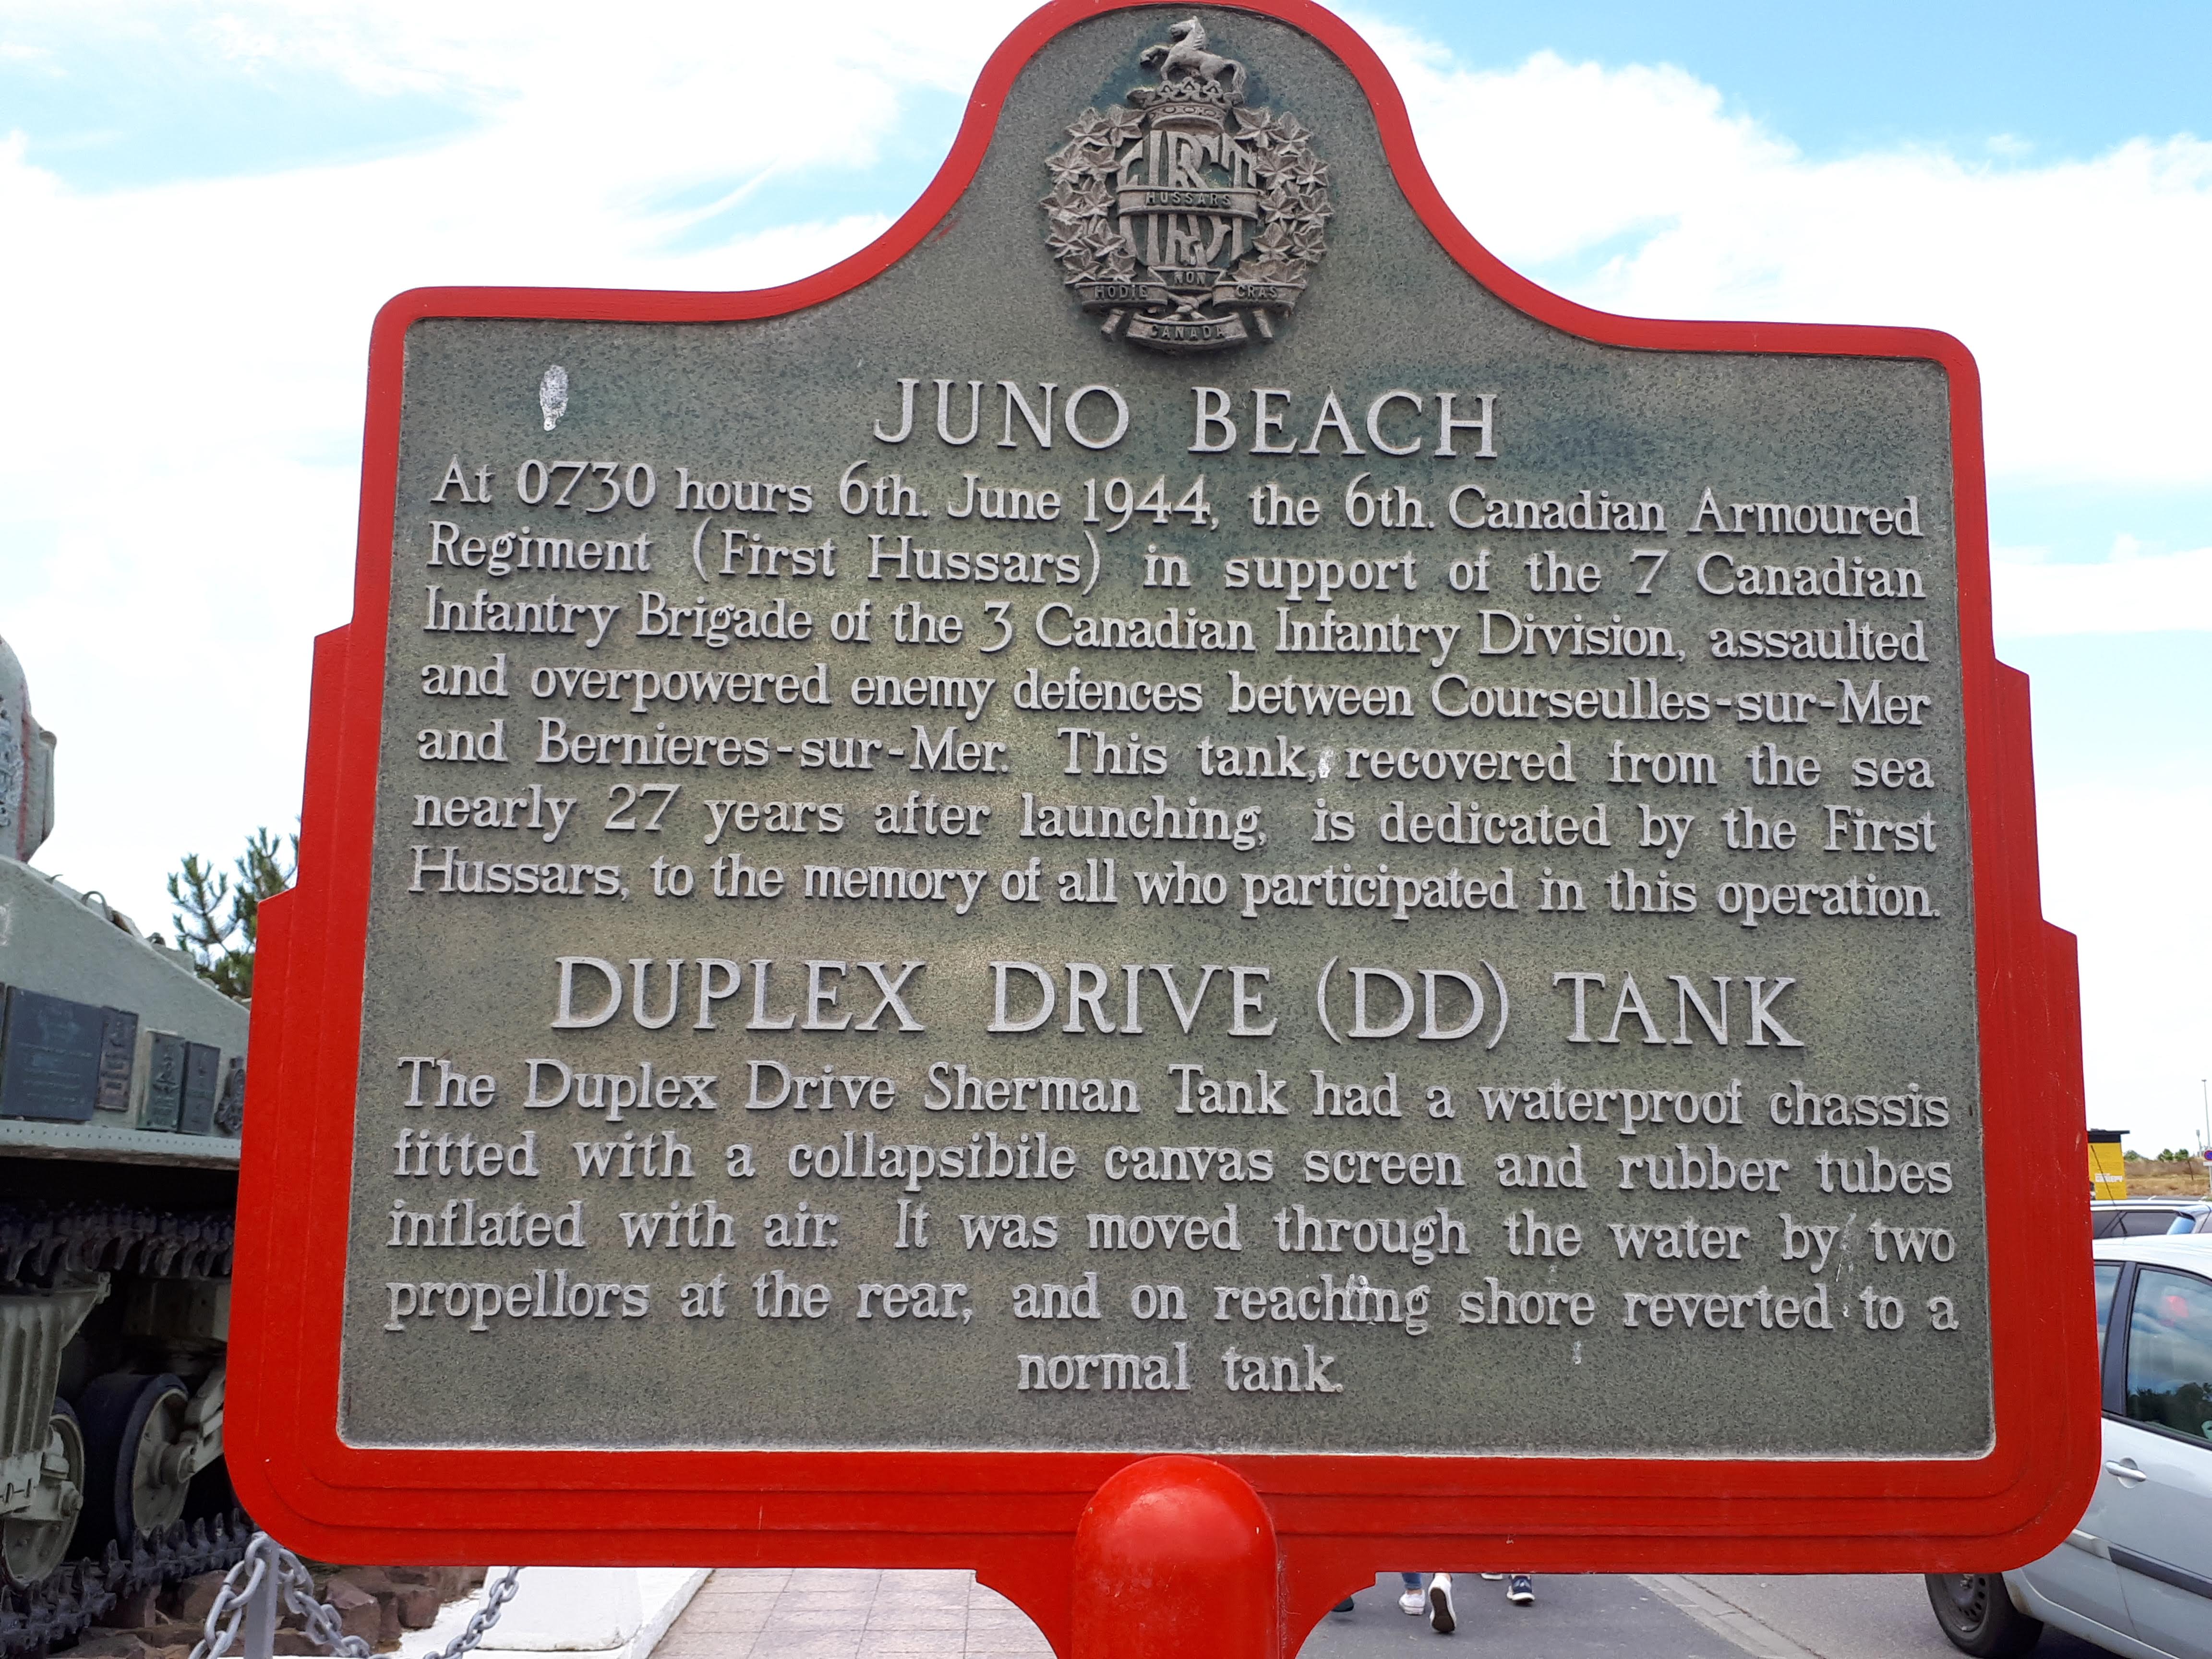 FIRST
HUSSARS
NON
HODIE CRAS
CANADA
JUNO BEACH
At 0730 hours 6th. June 1944, the 6th. Canadian Armoured
Regiment (First Hussars) in support of the 7 Canadian
Infantry Brigade of the 3 Canadian Infantry Division, assaulted
and overpowered enemy defences between Courseulles-sur-Mer
and Bernieres-sur-Mer. This tank, recovered from the sea
nearly 27 years after launching, is dedicated by the First
Hussars, to the memory of all who participated in this operation.
DUPLEX DRIVE (DD) TANK
The Duplex Drive Sherman Tank had a waterproof chassis
fitted with a collapsibile canvas screen and rubber tubes
inflated with air. It was moved through the water by two
propellors at the rear, and on reaching shore reverted to a
normal tank.